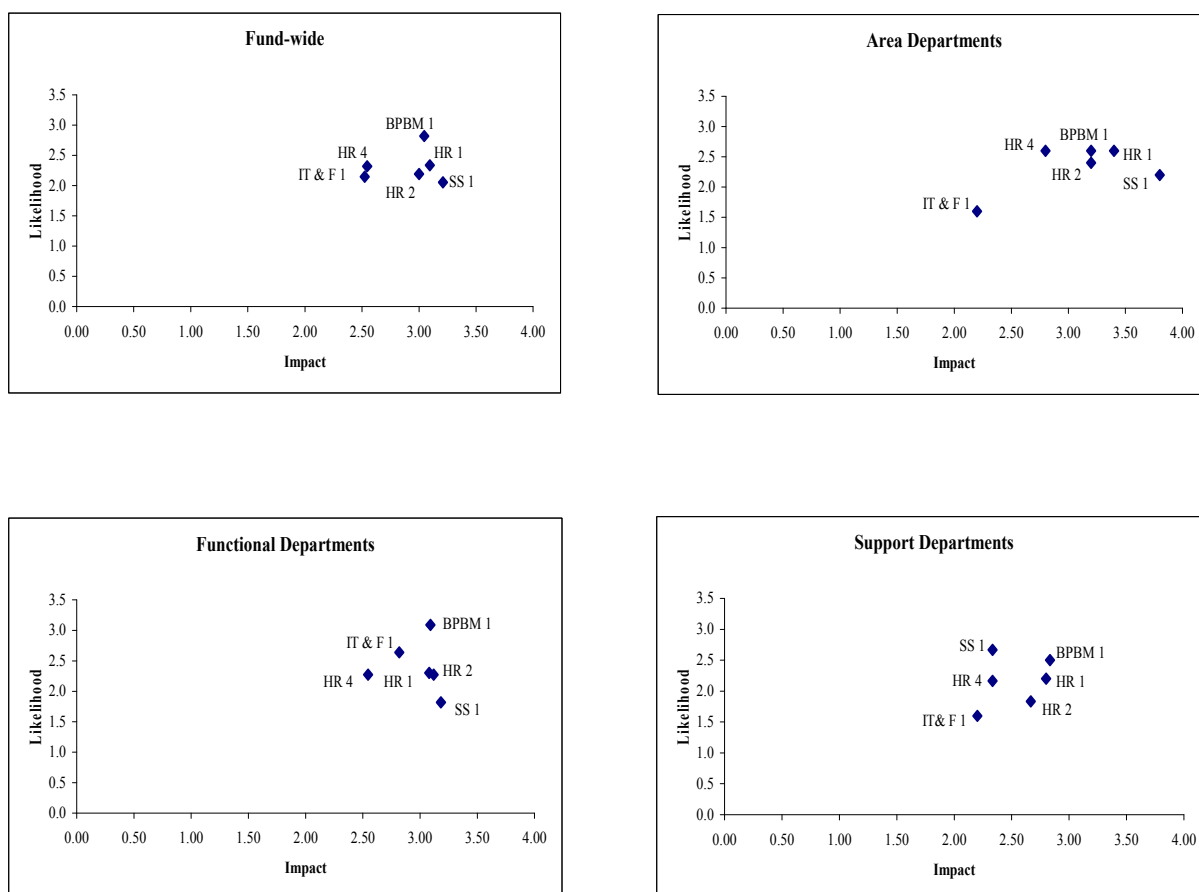 Fund-wide
3.5
3.0
2.5
2.0
1.5
1.0
0.5
0.0
Likelihood
BPBM 1
HR 4
HR 1
IT & F 1
HR 2
SS 1
0.00 0.50 1.00 1.50 2.00 2.50 3.00 3.50 4.00
Impact
Area Departments
3.5
3.0
2.5
2.0
1.5
1.0
0.5
0.0
Likelihood
HR 4
BPBM 1
HR 1
HR 2
SS 1
IT & F 1
0.00 0.50 1.00 1.50 2.00 2.50 3.00 3.50 4.00
Impact
Functional Departments
3.5
3.0
2.5
2.0
1.5
1.0
0.5
0.0
Likelihood
BPBM 1
IT & F 1
HR 4
HR 1
HR 2
SS 1
0.00 0.50 1.00 1.50 2.00 2.50 3.00 3.50 4.00
Impact
Support Departments
3.5
3.0
2.5
2.0
1.5
1.0
0.5
0.0
Likelihood
SS 1
BPBM 1
HR 4
HR 1
HR 2
IT& F 1
0.00 0.50 1.00 1.50 2.00 2.50 3.00 3.50 4.00
Impact